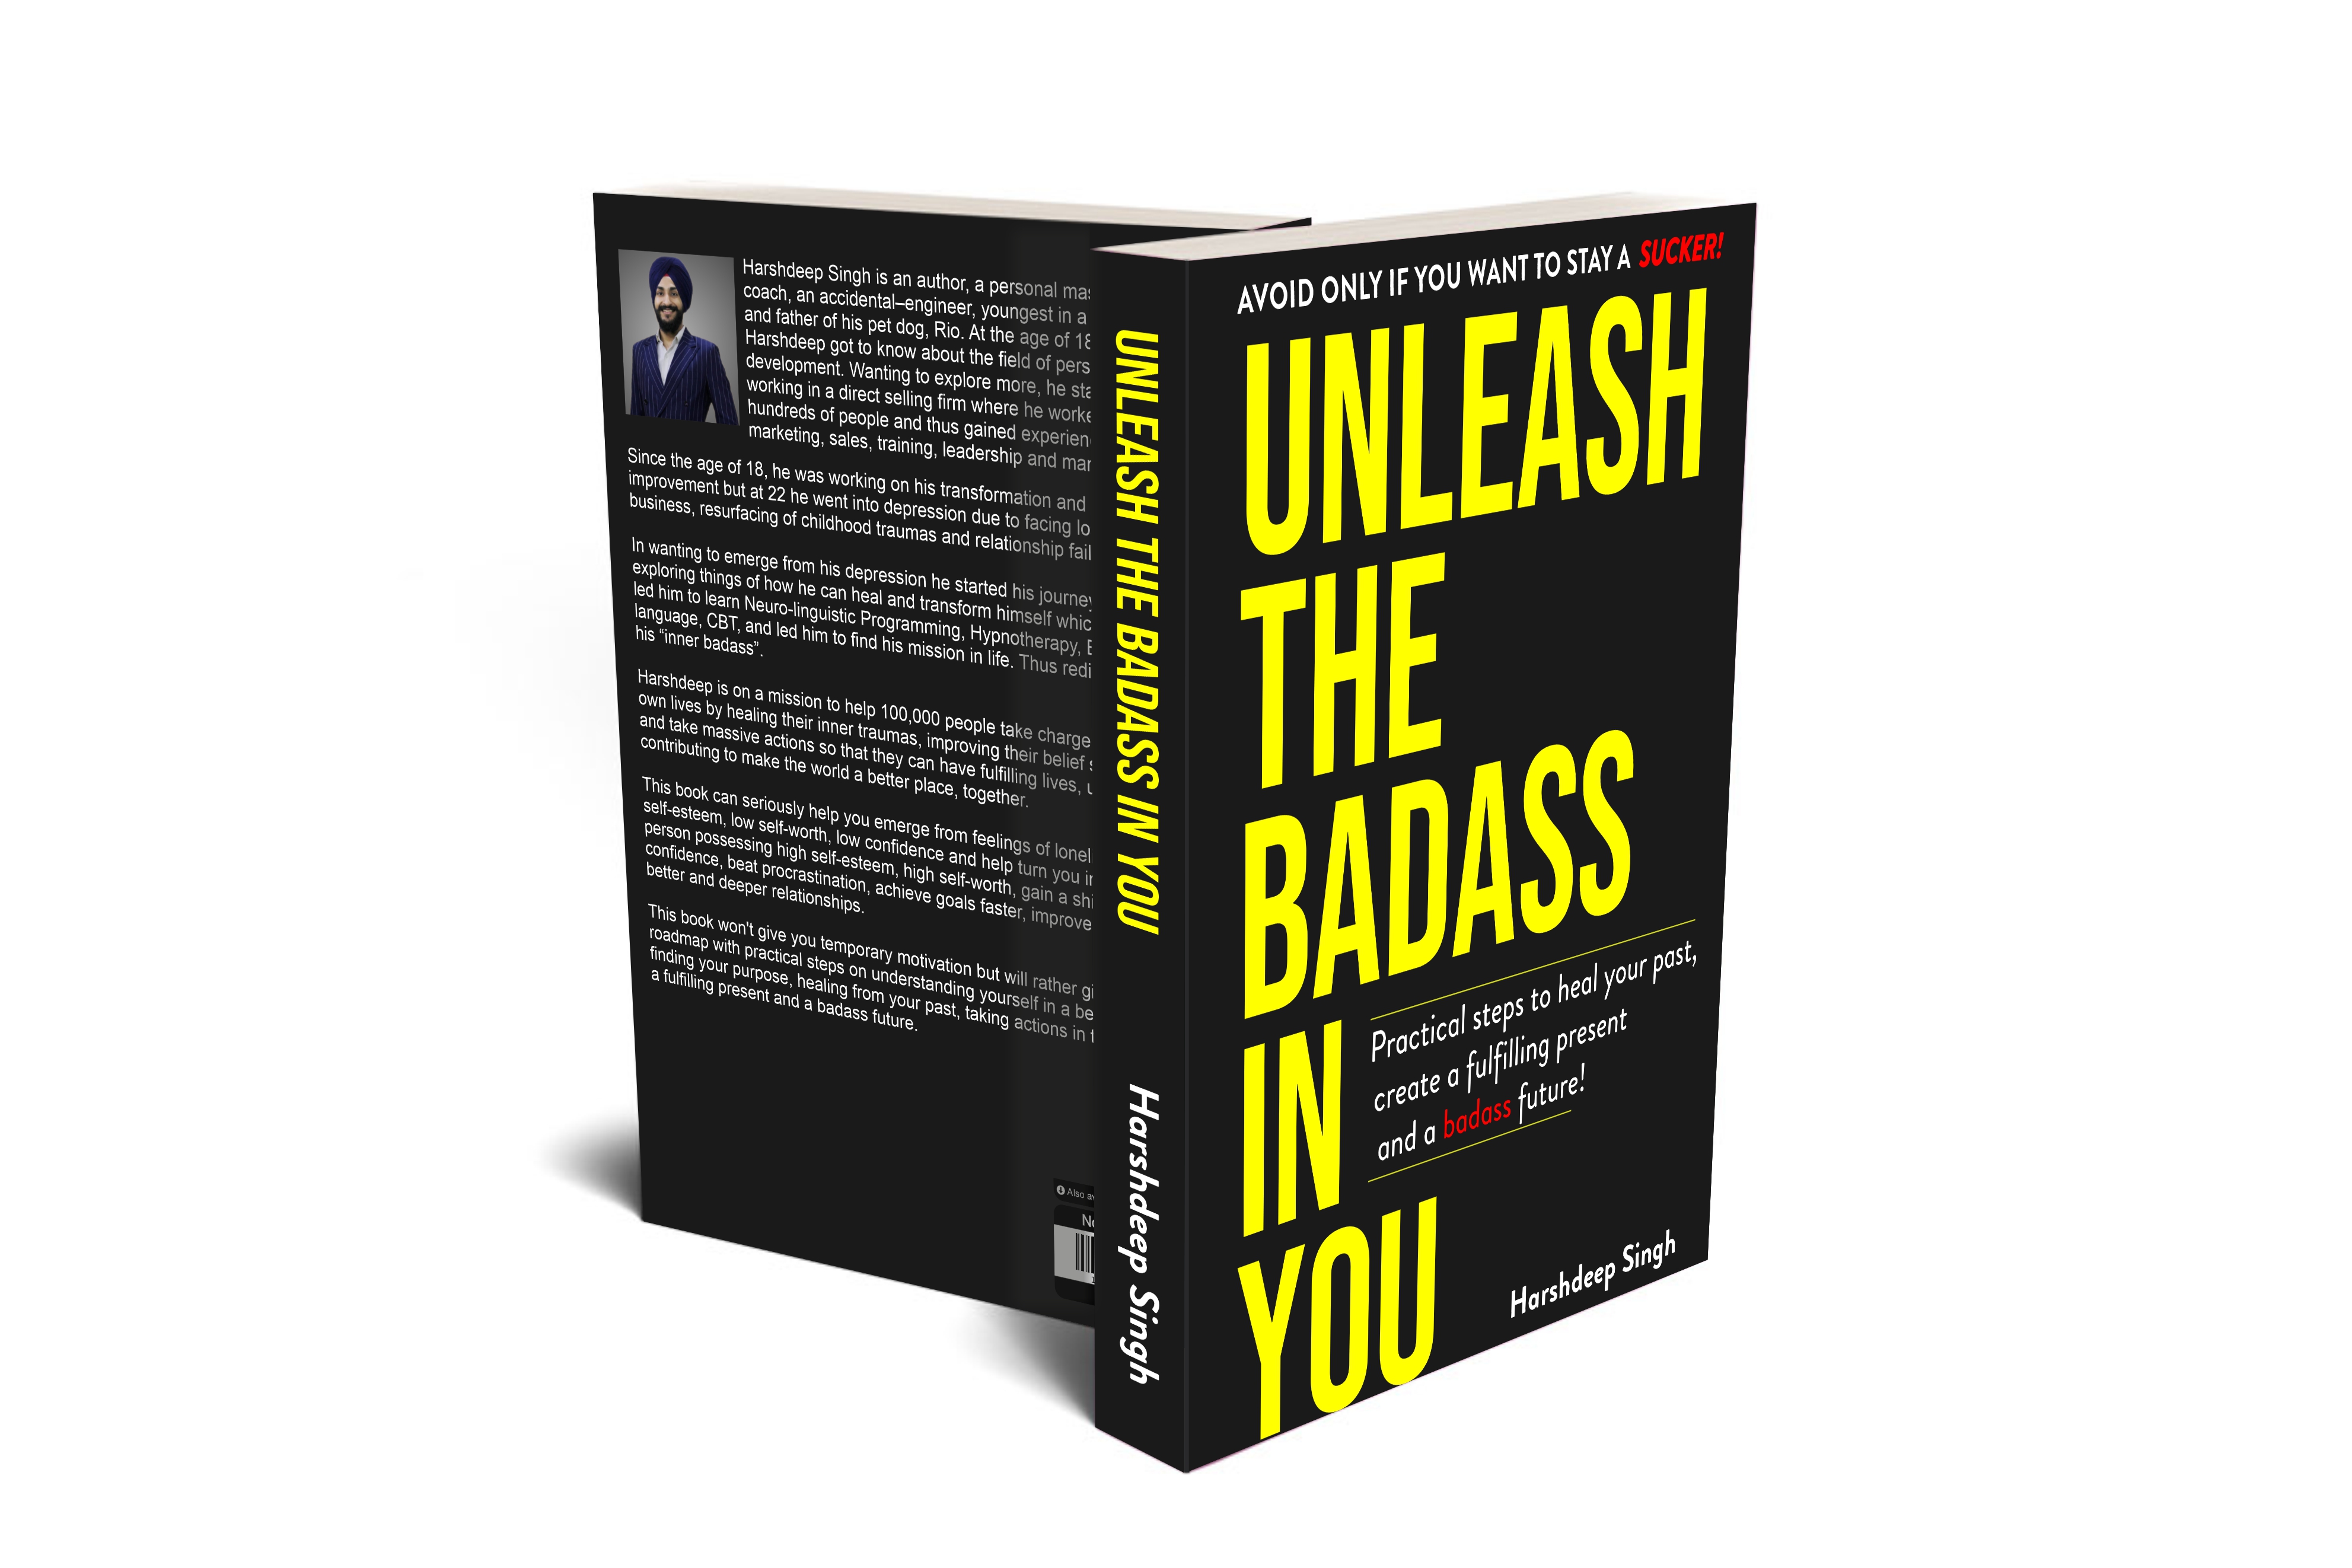 Harshdeep Singh is an author, a personal
coach, an accidental–engineer, youngest in a
and father of his pet dog, Rio. At the age of 18
Harshdeep got to know about the field of
development. Wanting to explore more, he
working in a direct selling firm where he
hundreds of people and thus gained
marketing, sales, training, leadership and
Since the age of 18, he was working on his transformation and
improvement but at 22 he went into depression due to facing
business, resurfacing of childhood traumas and relationship
In wanting to emerge from his depression he started his
exploring things of how he can heal and transform himself
led him to learn Neuro-linguistic Programming, Hypnotherapy,
language, CBT, and led him to find his mission in life. Thus
his “inner badass”.
Harshdeep is on a mission to help 100,000 people take charge
own lives by healing their inner traumas, improving their belief
and take massive actions so that they can have fulfilling lives,
contributing to make the world a better place, together.
This book can seriously help you emerge from feelings of
self-esteem, low self-worth, low confidence and help turn you
person possessing high self-esteem, high self-worth, gain a
confidence, beat procrastination, achieve goals faster, improve
better and deeper relationships.
This book won't give you temporary motivation but will rather
roadmap with practical steps on understanding yourself in a
finding your purpose, healing from your past, taking actions in
a fulfilling present and a badass future.
Also
UNLEASH THE BADASS IN YOU
Harshdeep Singh
AVOID ONLY IF YOU WANT TO STAY A SUCKER!
UNLEASH
THE
BADASS
IN
YOU
Practical steps to heal your past,
create a fulfilling present
and a badass future!
Harshdeep Singh